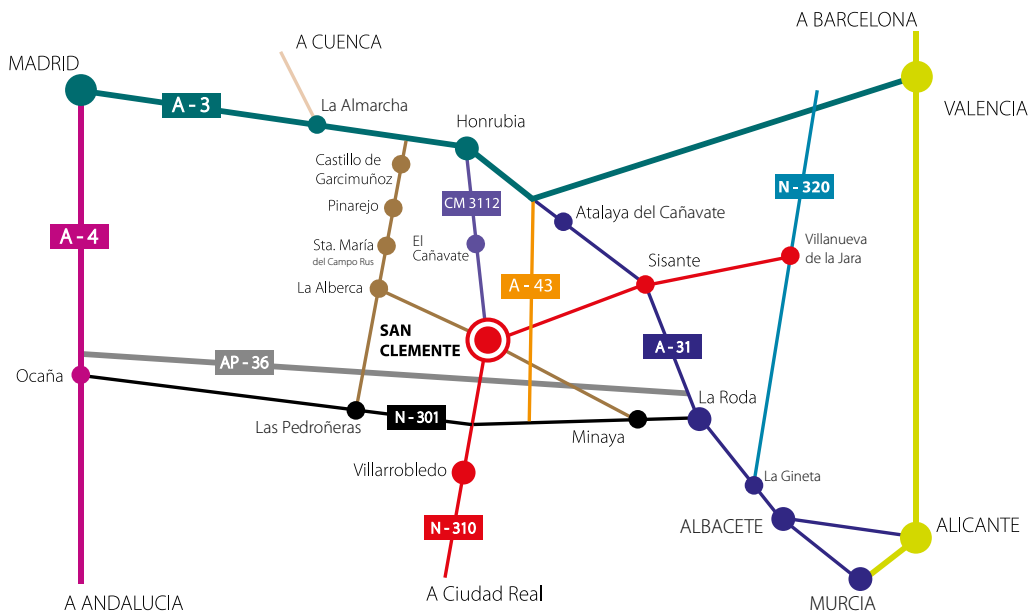 A BARCELONA
A CUENCA
MADRID
A - 3
La Almarcha
VALENCIA
Honrubia
Castillo de
Garcimuñoz
N - 320
CM 3112
Pinarejo
Atalaya del Cañavate
A - 4
Sta. María
del Campo Rus
El
Cañavate
Villanueva
de la Jara
Sisante
La Alberca
A - 43
SAN
CLEMENTE
A - 31
AP - 36
Ocaña
La Roda
N - 301
Las Pedroñeras
Minaya
Villarrobledo
La Gineta
N - 310
ALBACETE
ALICANTE
A Ciudad Real
A ANDALUCIA
MURCIA